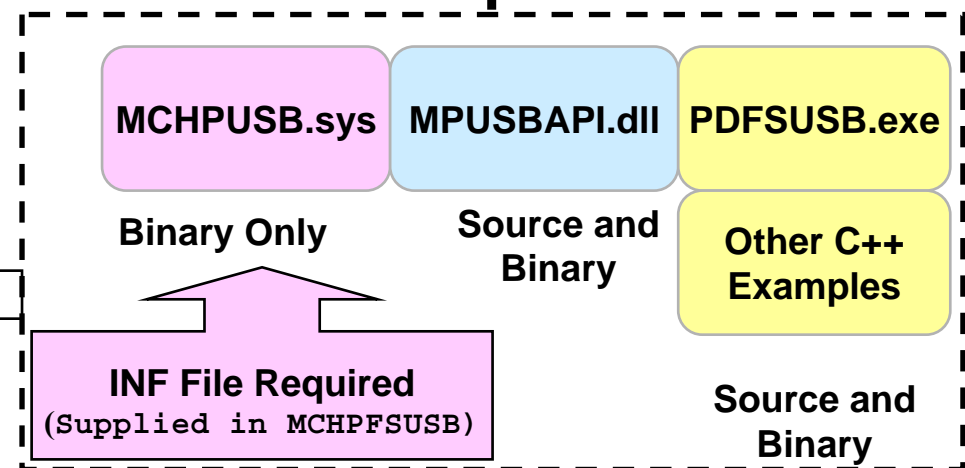 MCHPUSB.sys
MPUSBAPI.dll
PDFSUSB.exe
Binary Only
Source and
Binary
Other C++
Examples
INF File Required
(Supplied in MCHPFSUSB)
Source and
Binary